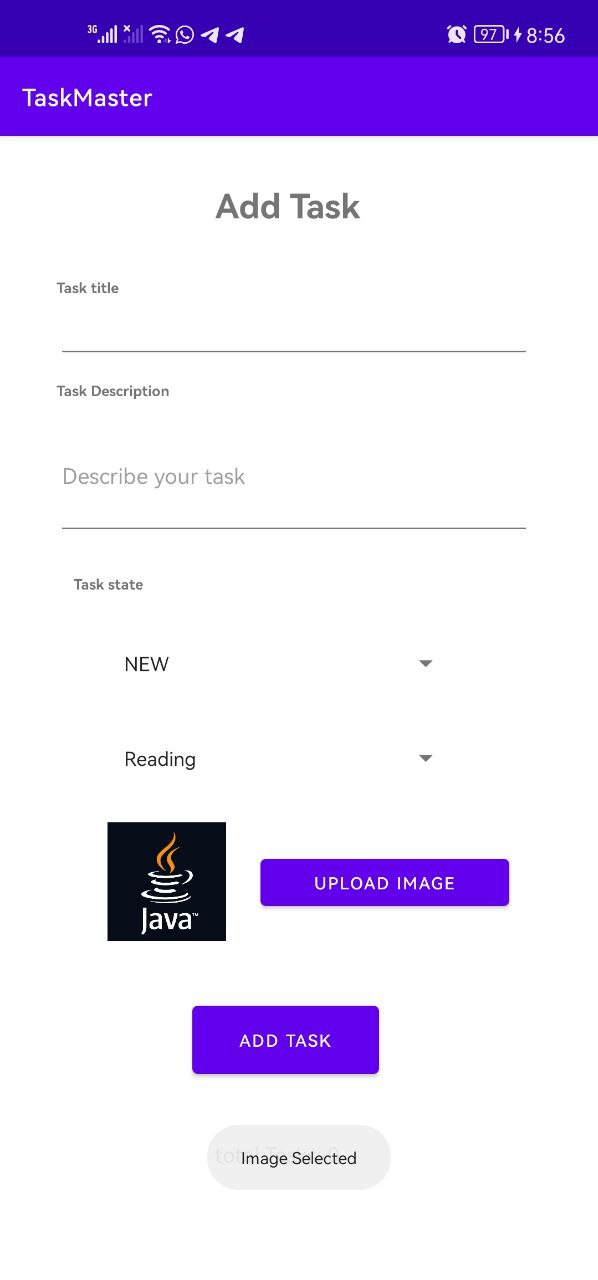 3G 97 8:56
TaskMaster
Add Task
Task title
Task Description
Describe your task
Task state
NEW
Reading
Java™
UPLOAD IMAGE
ADD TASK
Image Selected